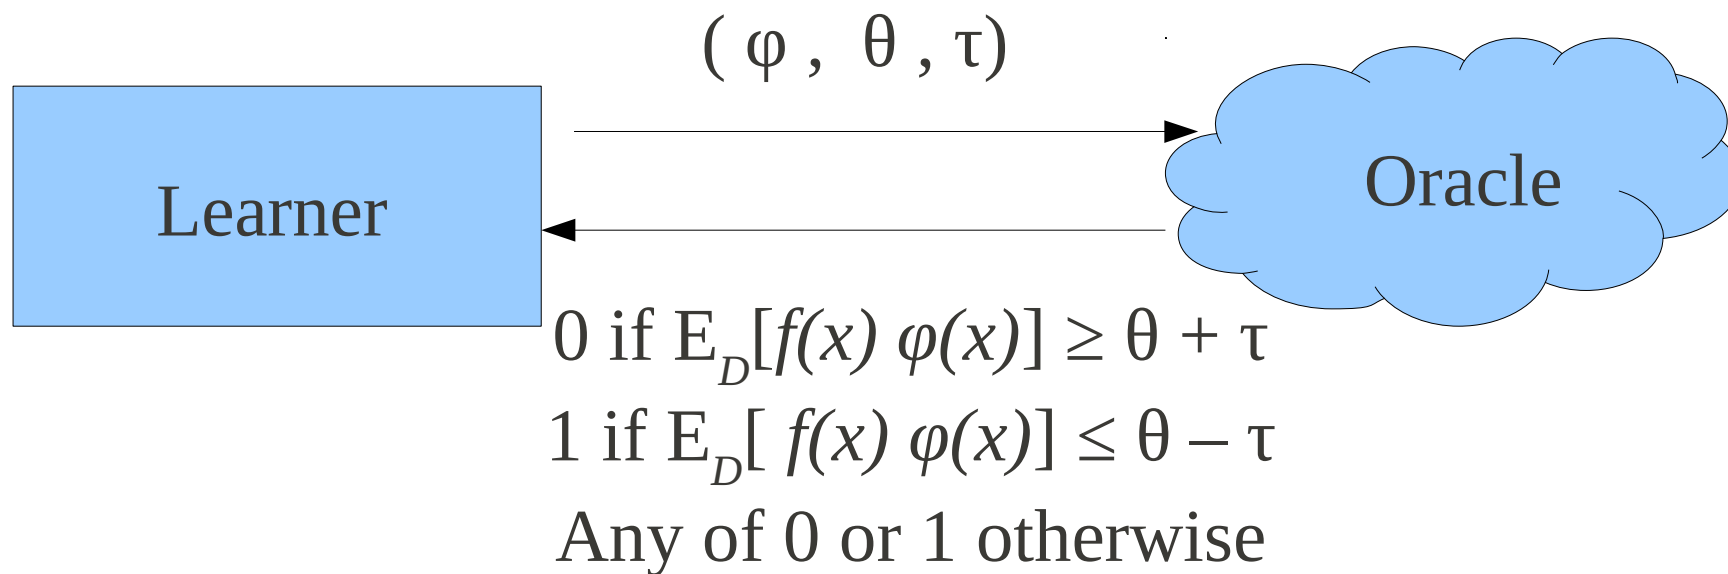 ( φ , θ , τ)
Learner
Oracle
0 if E_D[f(x) φ(x)] ≥ θ + τ
1 if E_D[ f(x) φ(x)] ≤ θ – τ
Any of 0 or 1 otherwise